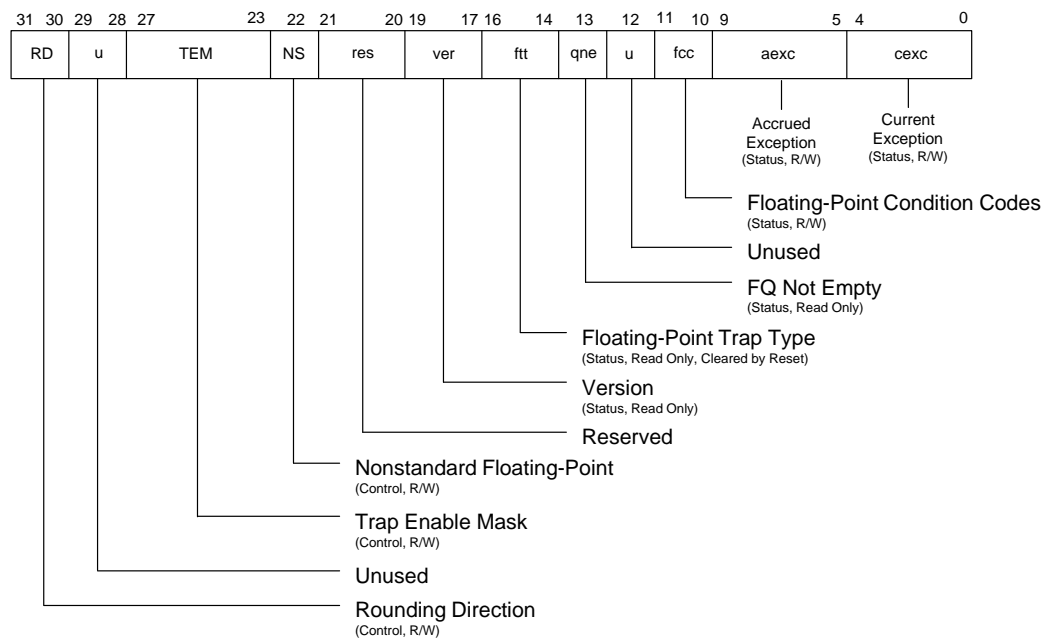 31 30 29 28 27 23 22 21 20 19 17 16 14 13 12 11 10 9 5 4 0
RD u TEM NS res ver ftt qne u fcc aexc cexc
Accrued
Exception
(Status, R/W)
Current
Exception
(Status, R/W)
Floating-Point Condition Codes
(Status, R/W)
Unused
FQ Not Empty
(Status, Read Only)
Floating-Point Trap Type
(Status, Read Only, Cleared by Reset)
Version
(Status, Read Only)
Reserved
Nonstandard Floating-Point
(Control, R/W)
Trap Enable Mask
(Control, R/W)
Unused
Rounding Direction
(Control, R/W)